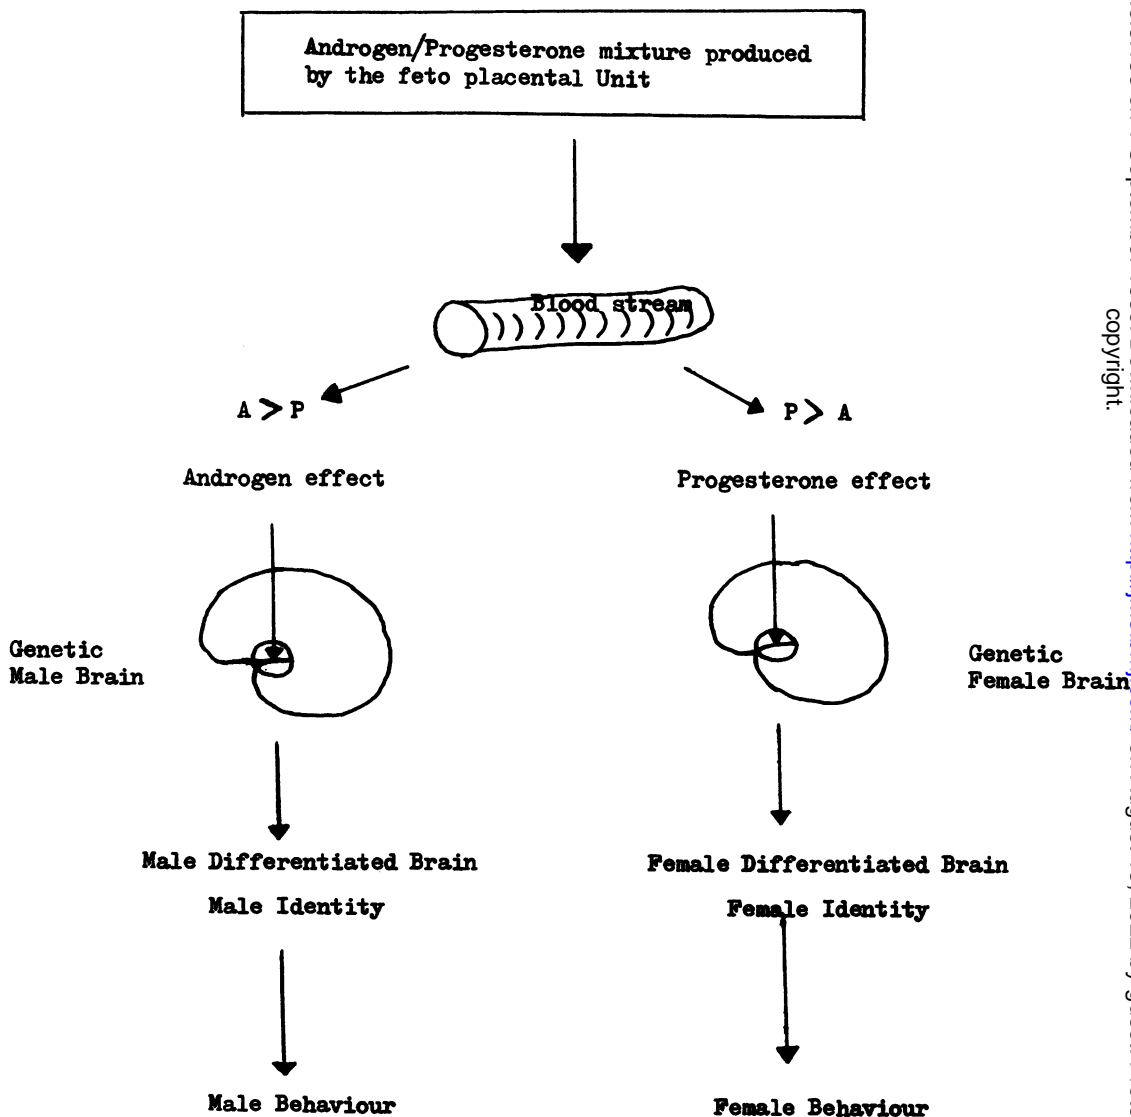 Androgen/Progesterone mixture produced
by the feto placental Unit
Blood stream
A > P
P > A
Androgen effect
Progesterone effect
Genetic
Male Brain
Genetic
Female Brain
Male Differentiated Brain
Male Identity
Female Differentiated Brain
Female Identity
Male Behaviour
Female Behaviour
copyright.